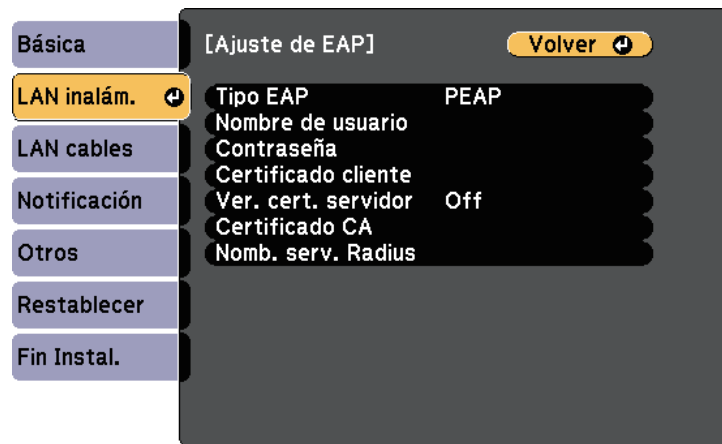 Básica
LAN inalám.
LAN cables
Notificación
Otros
Restablecer
Fin Instal.
[Ajuste de EAP]
Volver
Tipo EAP PEAP
Nombre de usuario
Contraseña
Certificado cliente
Ver. cert. servidor Off
Certificado CA
Nomb. serv. Radius